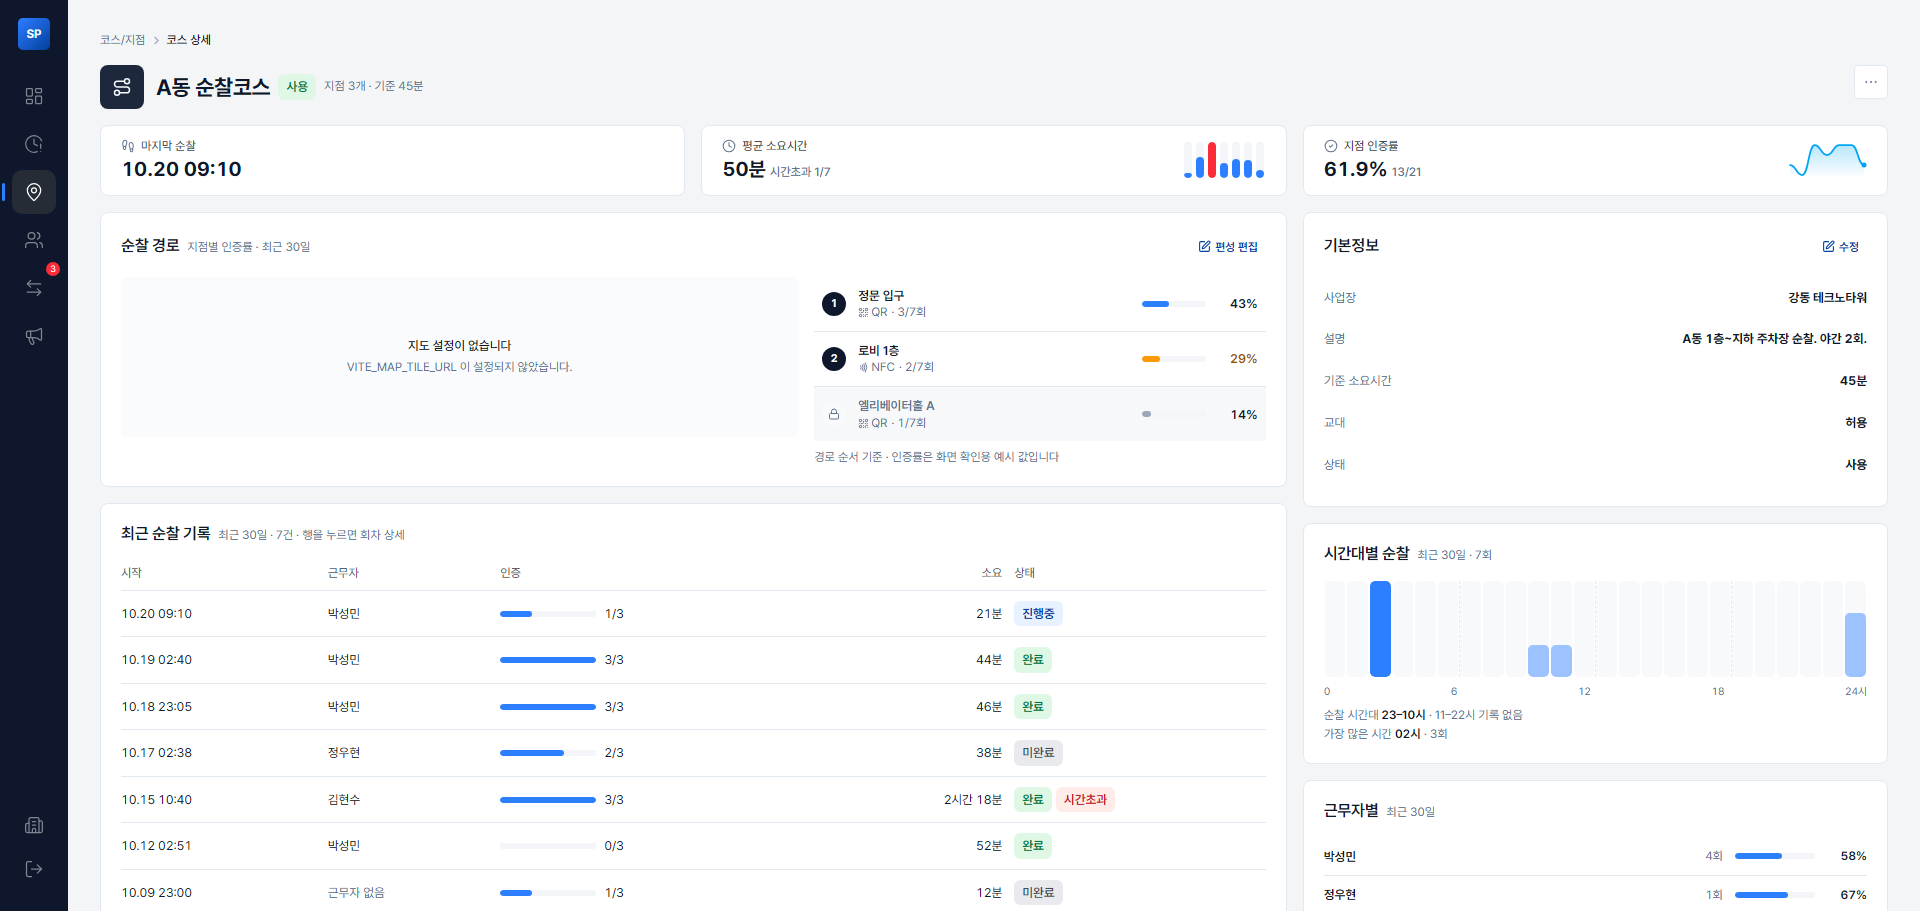 SP
3
코스/지점 > 코스 상세
A동 순찰코스 사용 지점 3개 · 기준 45분
마지막 순찰
10.20 09:10
평균 소요시간
50분 시간초과 1/7
지점 인증률
61.9% 13/21
순찰 경로 지점별 인증률 · 최근 30일
편성 편집
지도 설정이 없습니다
VITE_MAP_TILE_URL 이 설정되지 않았습니다.
1 정문 입구
QR · 3/7회
43%
2 로비 1층
NFC · 2/7회
29%
엘리베이터홀 A
QR · 1/7회
14%
경로 순서 기준 · 인증률은 화면 확인용 예시 값입니다
기본정보
수정
사업장 강동 테크노타워
설명 A동 1층~지하 주차장 순찰. 야간 2회.
기준 소요시간 45분
교대 허용
상태 사용
최근 순찰 기록 최근 30일 · 7건 · 행을 누르면 회차 상세
시작 근무자 인증 소요 상태
10.20 09:10 박성민 1/3 21분 진행중
10.19 02:40 박성민 3/3 44분 완료
10.18 23:05 박성민 3/3 46분 완료
10.17 02:38 정우현 2/3 38분 미완료
10.15 10:40 김현수 3/3 2시간 18분 완료 시간초과
10.12 02:51 박성민 0/3 52분 완료
10.09 23:00 근무자 없음 1/3 12분 미완료
시간대별 순찰 최근 30일 · 7회
0 6 12 18 24시
순찰 시간대 23–10시 · 11–22시 기록 없음
가장 많은 시간 02시 · 3회
근무자별 최근 30일
박성민 4회 58%
정우현 1회 67%